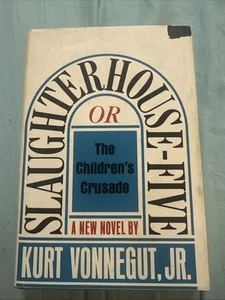 SLAUGHTERHOUSE-FIVE
OR
The Children's
Crusade
A NEW NOVEL BY
KURT VONNEGUT, JR.